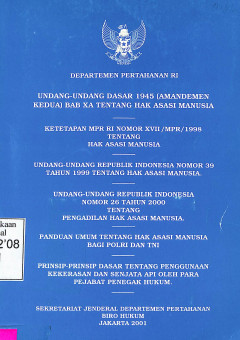 DEPARTEMEN PERTAHANAN RI
UNDANG-UNDANG DASAR 1945 (AMANDEMEN
KEDUA) BAB XA TENTANG HAK ASASI MANUSIA
KETETAPAN MPR RI NOMOR XVII /MPR/1998
TENTANG
HAK ASASI MANUSIA
UNDANG-UNDANG REPUBLIK INDONESIA NOMOR 39
TAHUN 1999 TENTANG HAK ASASI MANUSIA.
UNDANG-UNDANG REPUBLIK INDONESIA
NOMOR 26 TAHUN 2000
TENTANG
PENGADILAN HAK ASASI MANUSIA.
PANDUAN UMUM TENTANG HAK ASASI MANUSIA
BAGI POLRI DAN TNI
PRINSIP-PRINSIP DASAR TENTANG PENGGUNAAN
KEKERASAN DAN SENJATA API OLEH PARA
PEJABAT PENEGAK HUKUM.
SEKRETARIAT JENDERAL DEPARTEMEN PERTAHANAN
BIRO HUKUM
JAKARTA 2001
kaan
al
2'08